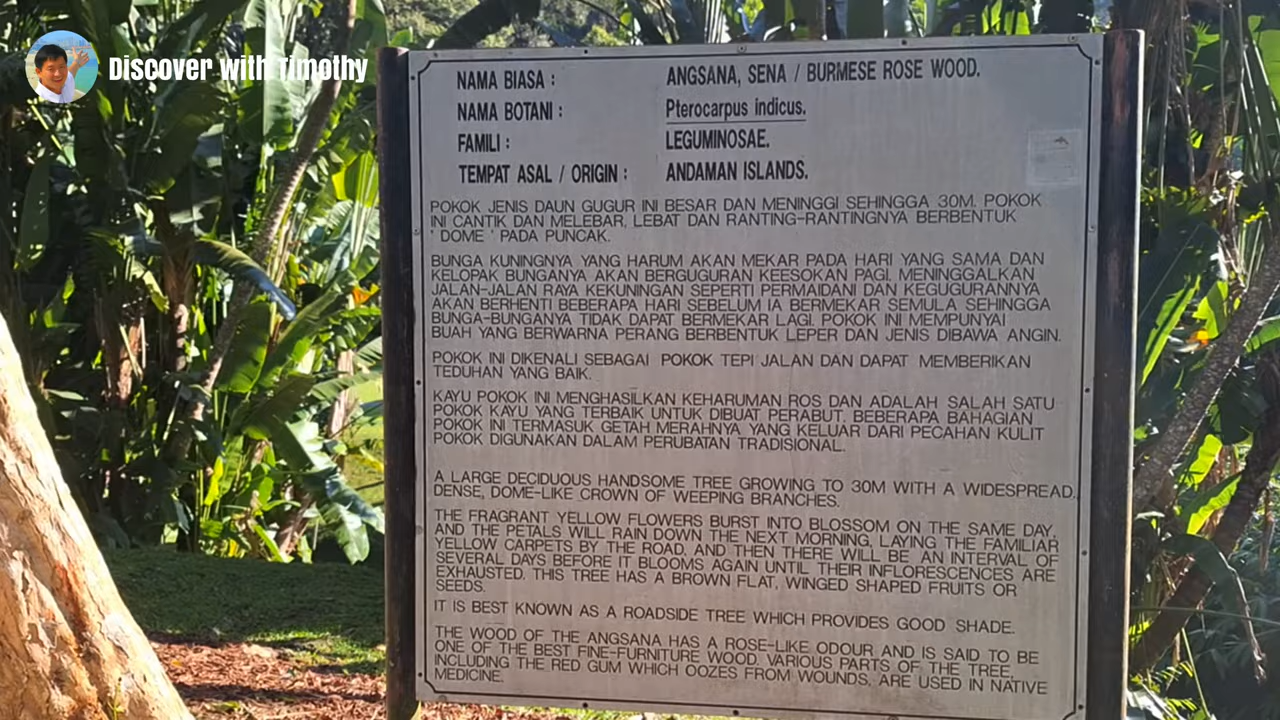 Discover with Timothy
NAMA BIASA : ANGSANA, SENA / BURMESE ROSE WOOD.
NAMA BOTANI : Pterocarpus indicus.
FAMILI : LEGUMINOSAE.
TEMPAT ASAL / ORIGIN : ANDAMAN ISLANDS.
POKOK JENIS DAUN GUGUR INI BESAR DAN MENINGGI SEHINGGA 30M. POKOK
INI CANTIK DAN MELEBAR, LEBAT DAN RANTING-RANTINGNYA BERBENTUK
' DOME ' PADA PUNCAK.
BUNGA KUNINGNYA YANG HARUM AKAN MEKAR PADA HARI YANG SAMA DAN
KELOPAK BUNGANYA AKAN BERGUGURAN KEESOKAN PAGI, MENINGGALKAN
JALAN-JALAN RAYA KEKUNINGAN SEPERTI PERMAIDANI DAN KEGUGURANNYA
AKAN BERHENTI BEBERAPA HARI SEBELUM IA BERMEKAR SEMULA SEHINGGA
BUNGA-BUNGANYA TIDAK DAPAT BERMEKAR LAGI. POKOK INI MEMPUNYAI
BUAH YANG BERWARNA PERANG BERBENTUK LEPER DAN JENIS DIBAWA ANGIN.
POKOK INI DIKENALI SEBAGAI POKOK TEPI JALAN DAN DAPAT MEMBERIKAN
TEDUHAN YANG BAIK.
KAYU POKOK INI MENGHASILKAN KEHARUMAN ROS DAN ADALAH SALAH SATU
POKOK KAYU YANG TERBAIK UNTUK DIBUAT PERABUT. BEBERAPA BAHAGIAN
POKOK INI TERMASUK GETAH MERAHNYA YANG KELUAR DARI PECAHAN KULIT
POKOK DIGUNAKAN DALAM PERUBATAN TRADISIONAL.
A LARGE DECIDUOUS HANDSOME TREE GROWING TO 30M WITH A WIDESPREAD,
DENSE, DOME-LIKE CROWN OF WEEPING BRANCHES.
THE FRAGRANT YELLOW FLOWERS BURST INTO BLOSSOM ON THE SAME DAY,
AND THE PETALS WILL RAIN DOWN THE NEXT MORNING, LAYING THE FAMILIAR
YELLOW CARPETS BY THE ROAD, AND THEN THERE WILL BE AN INTERVAL OF
SEVERAL DAYS BEFORE IT BLOOMS AGAIN UNTIL THEIR INFLORESCENCES ARE
EXHAUSTED. THIS TREE HAS A BROWN FLAT, WINGED SHAPED FRUITS OR
SEEDS.
IT IS BEST KNOWN AS A ROADSIDE TREE WHICH PROVIDES GOOD SHADE.
THE WOOD OF THE ANGSANA HAS A ROSE-LIKE ODOUR AND IS SAID TO BE
ONE OF THE BEST FINE-FURNITURE WOOD. VARIOUS PARTS OF THE TREE,
INCLUDING THE RED GUM WHICH OOZES FROM WOUNDS, ARE USED IN NATIVE
MEDICINE.